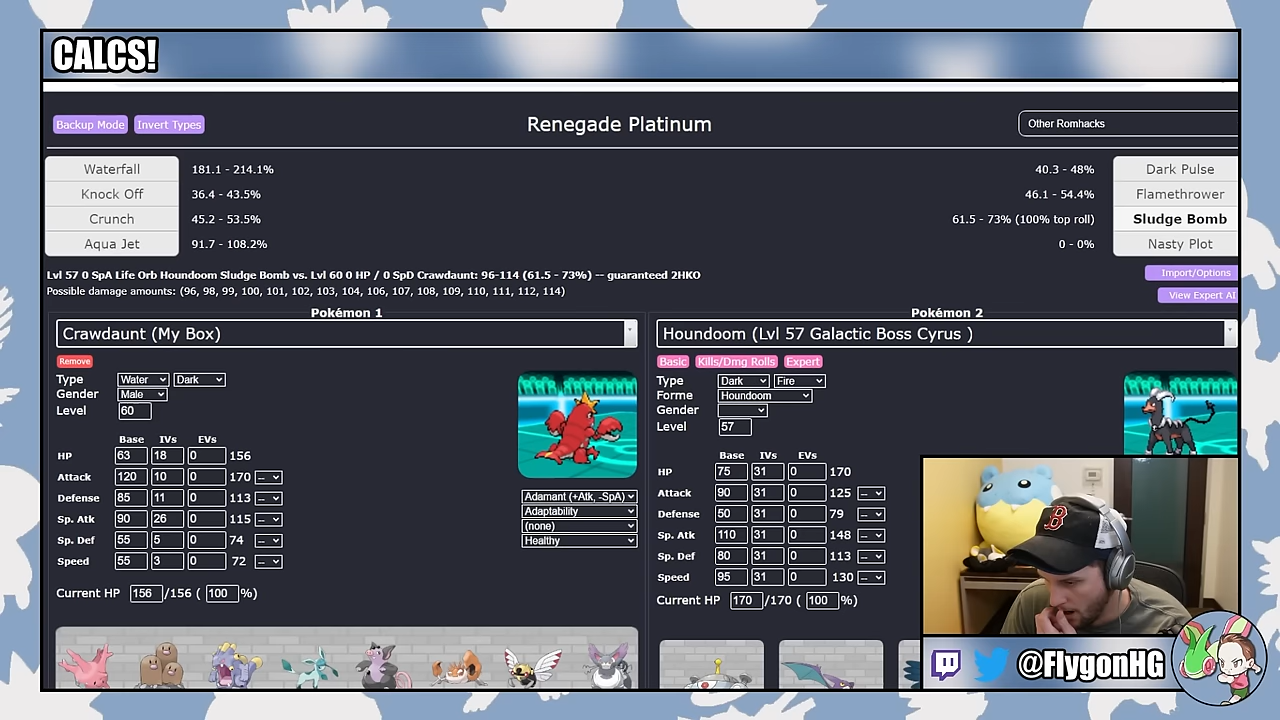 CALCS!
Backup Mode Invert Types Renegade Platinum Other Romhacks
Waterfall 181.1 - 214.1% 40.3 - 48% Dark Pulse
Knock Off 36.4 - 43.5% 46.1 - 54.4% Flamethrower
Crunch 45.2 - 53.5% 61.5 - 73% (100% top roll) Sludge Bomb
Aqua Jet 91.7 - 108.2% 0 - 0% Nasty Plot
Lvl 57 0 SpA Life Orb Houndoom Sludge Bomb vs. Lvl 60 0 HP / 0 SpD Crawdaunt: 96-114 (61.5 - 73%) -- guaranteed 2HKO
Import/Options
Possible damage amounts: (96, 98, 99, 100, 101, 102, 103, 104, 106, 107, 108, 109, 110, 111, 112, 114)
View Expert AI
Pokémon 1
Crawdaunt (My Box)
Remove
Type Water Dark
Gender Male
Level 60
Base IVs EVs
HP 63 18 0 156
Attack 120 10 0 170 --
Defense 85 11 0 113 --
Sp. Atk 90 26 0 115 --
Sp. Def 55 5 0 74 --
Speed 55 3 0 72 --
Adamant (+Atk, -SpA)
Adaptability
(none)
Healthy
Current HP 156 /156 ( 100 %)
Pokémon 2
Houndoom (Lvl 57 Galactic Boss Cyrus )
Basic Kills/Dmg Rolls Expert
Type Dark Fire
Forme Houndoom
Gender
Level 57
Base IVs EVs
HP 75 31 0 170
Attack 90 31 0 125 --
Defense 50 31 0 79 --
Sp. Atk 110 31 0 148 --
Sp. Def 80 31 0 113 --
Speed 95 31 0 130 --
Current HP 170 /170 ( 100 %)
B
@FlygonHG